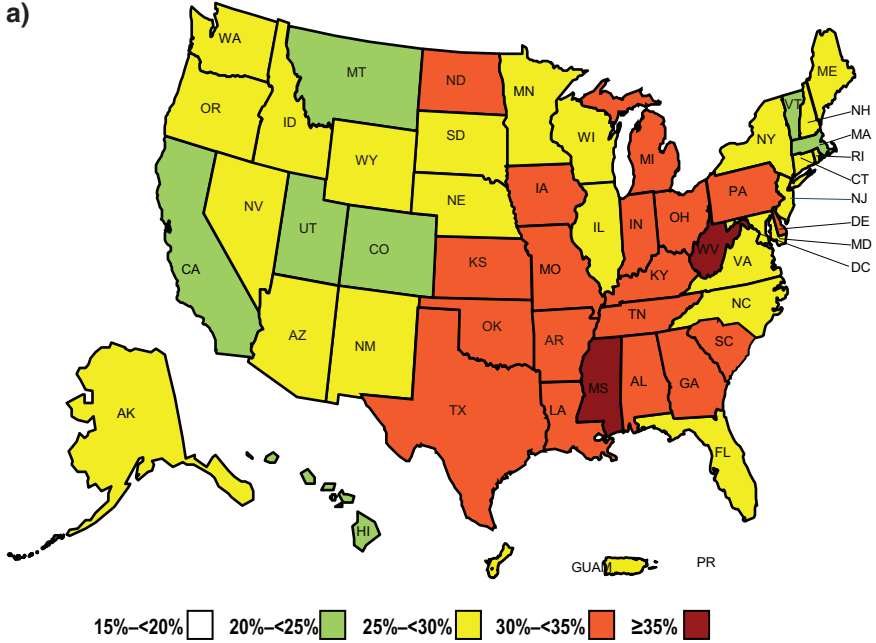 a)
WA
MT
ND
MN
ME
VT
NH
OR
ID
SD
WI
NY
MA
WY
MI
RI
CT
IA
PA
NV
NE
NJ
UT
IL
IN
OH
DE
CO
WV
MD
CA
KS
MO
VA
DC
KY
NC
AZ
NM
OK
TN
AR
SC
MS
AL
GA
TX
LA
AK
FL
HI
GUAM
PR
15%–<20% 20%–<25% 25%–<30% 30%–<35% ≥35%